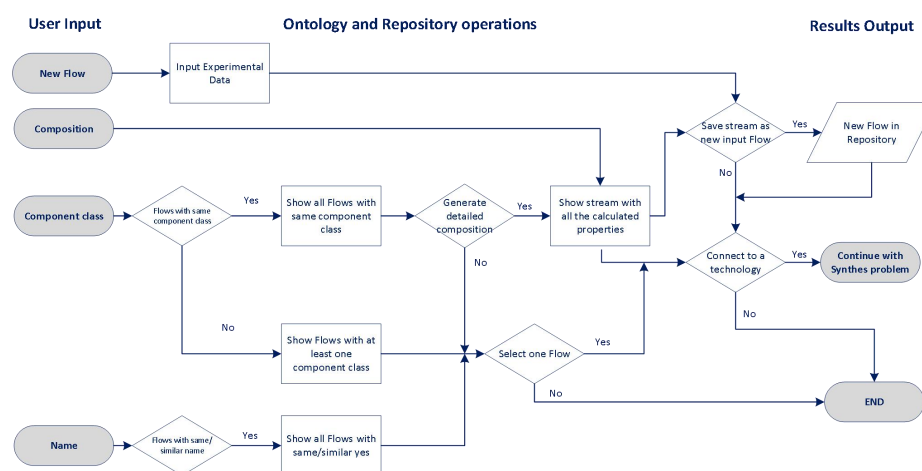 User Input
Ontology and Repository operations
Results Output
New Flow
Input Experimental
Data
Composition
Save stream as
new input Flow
Yes
New Flow in
Repository
No
Component class
Flows with same
component class
Yes
Show all Flows with
same component
class
Generate
detailed
composition
Yes
Show stream with
all the calculated
properties
No
Connect to a
technology
Yes
Continue with
Synthes problem
No
No
Show Flows with at
least one
component class
Select one Flow
Yes
No
END
Name
Flows with same/
similar name
Yes
Show all Flows with
same/similar yes